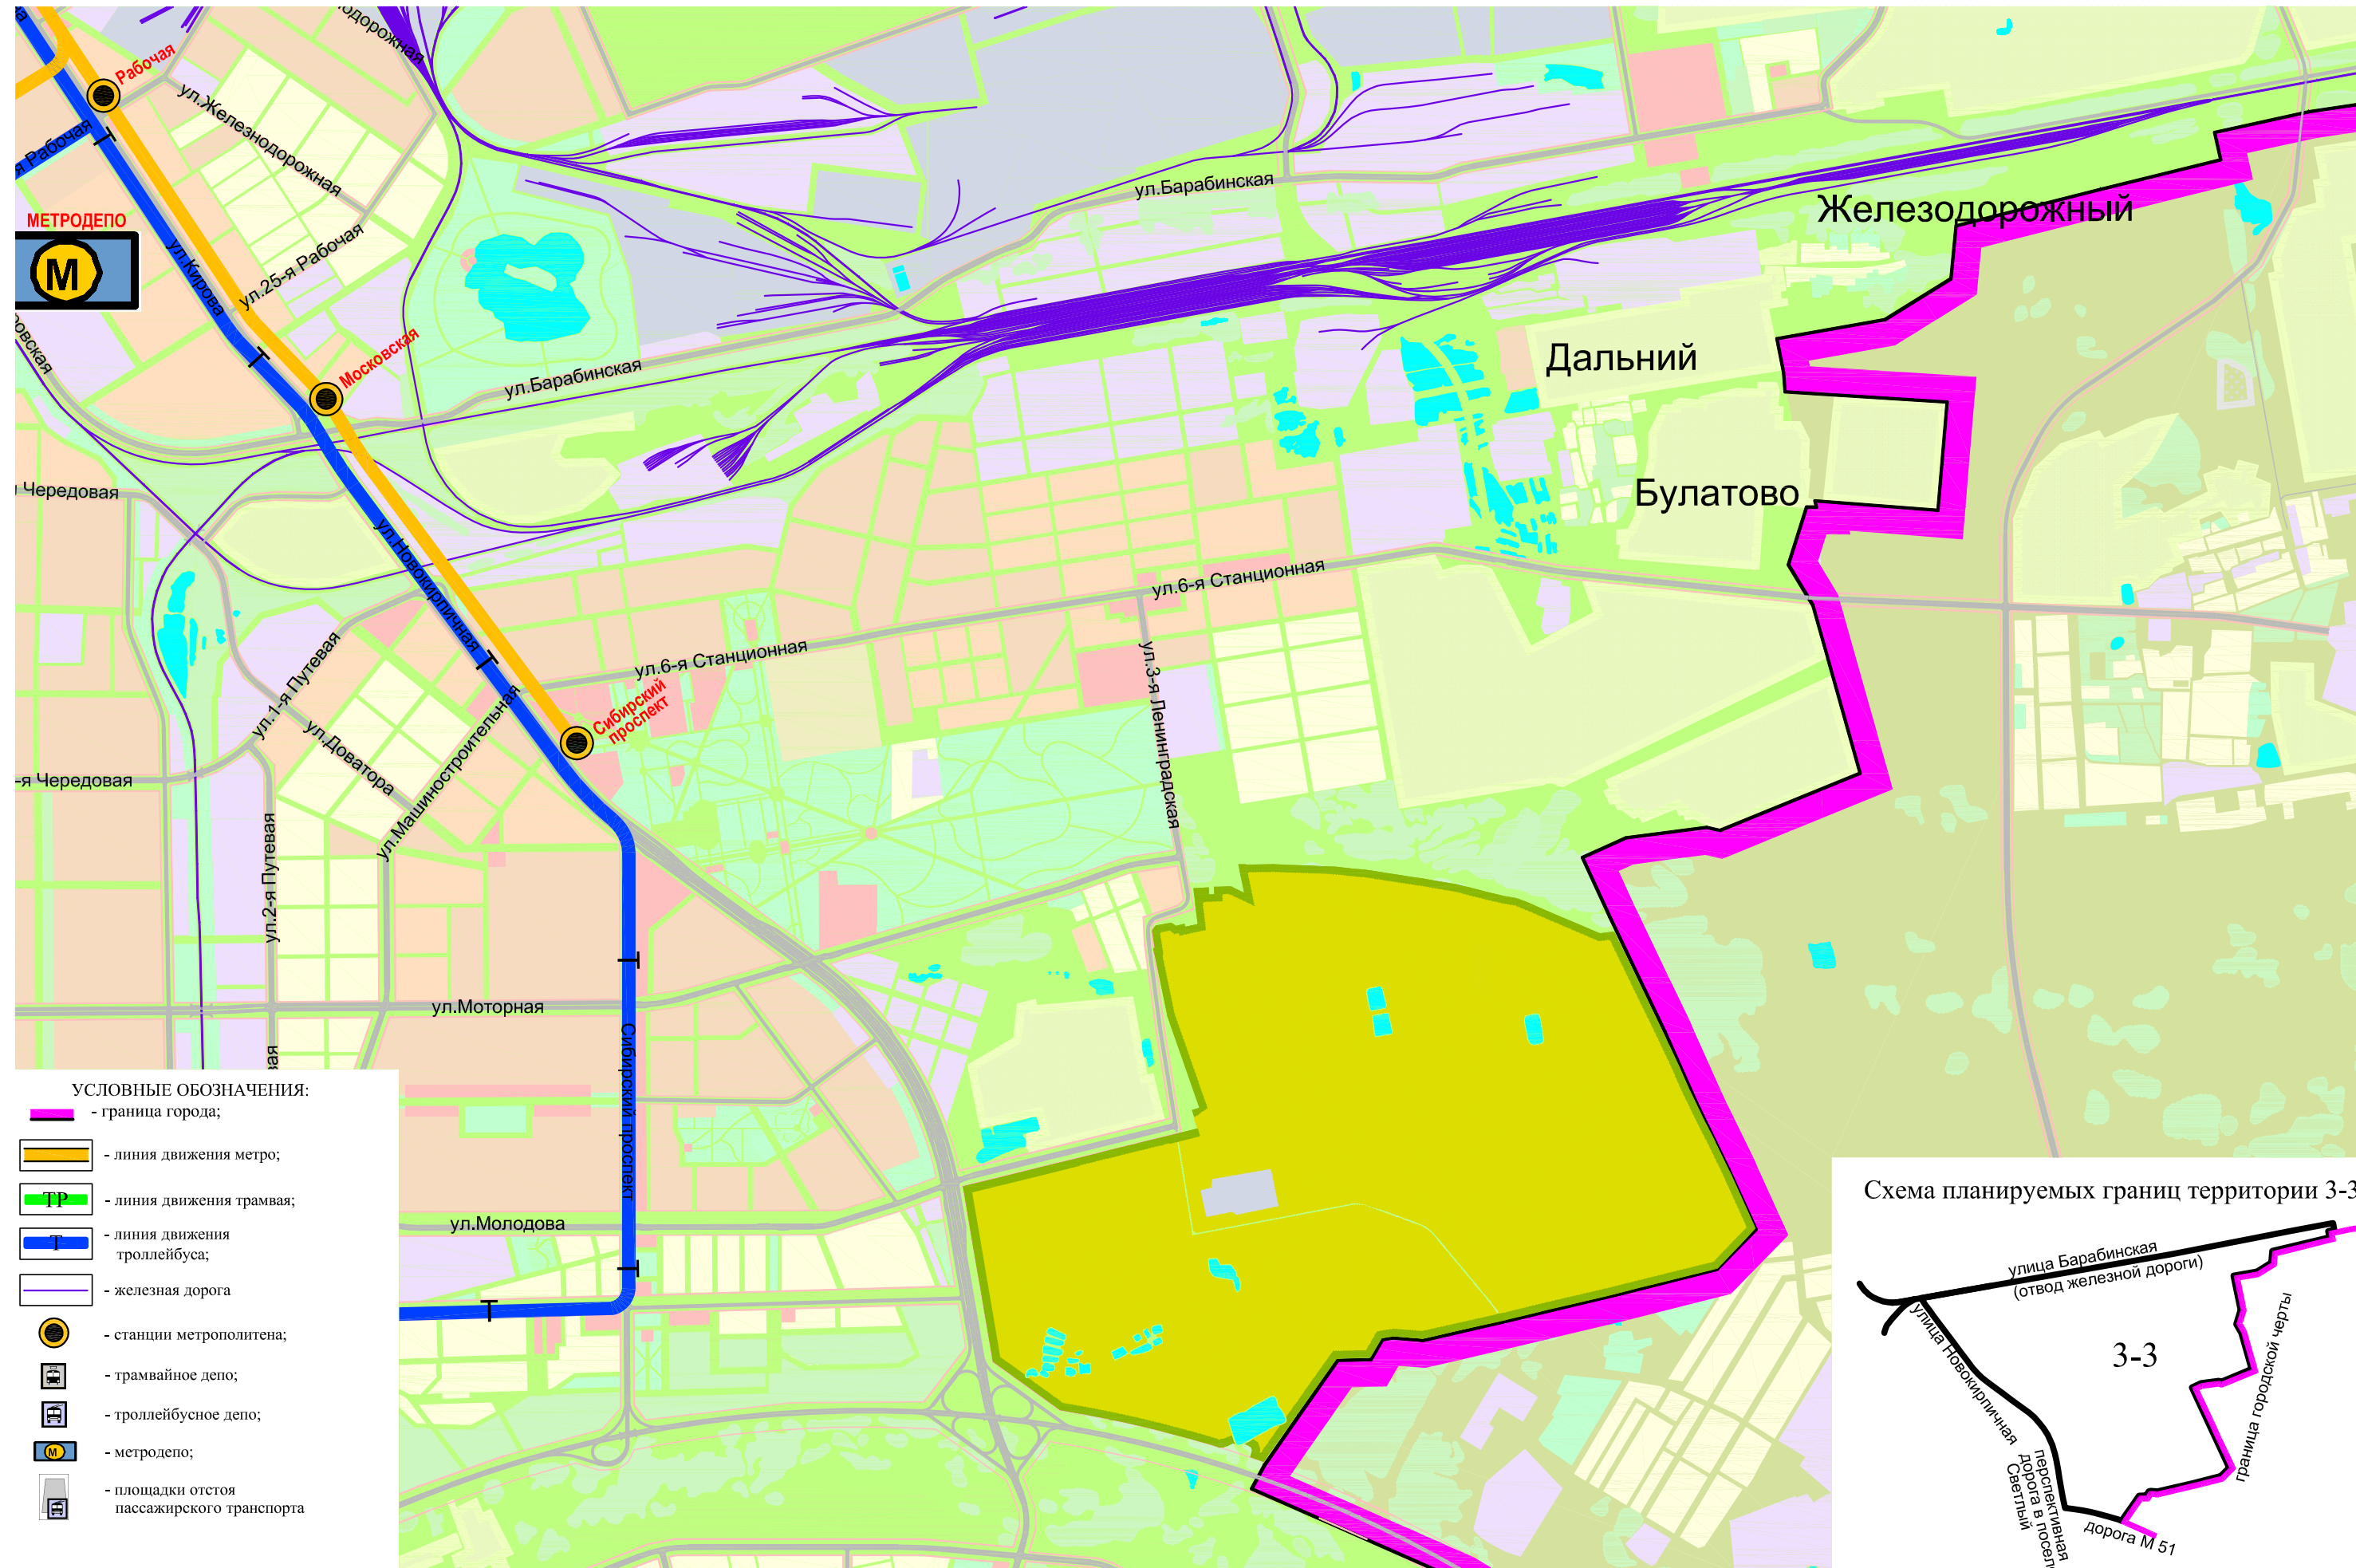 Рабочая
ул.Железнодорожная
я Рабочая
МЕТРОДЕПО
М
ул.Кирова
ул.25-я Рабочая
Московская
ул.Барабинская
ул.Барабинская
Железодорожный
Дальний
Булатово
Чередовая
ул.Новокирпичная
ул.6-я Станционная
ул.6-я Станционная
Сибирский
проспект
ул.1-я Путевая
ул.Доватора
ул.Машиностроительная
ул.3-я Ленинградская
-я Чередовая
ул.2-я Путевая
ул.Моторная
Сибирский проспект
ул.Молодова
Т
Т
Т
Т
Т
Т
УСЛОВНЫЕ ОБОЗНАЧЕНИЯ:
- граница города;
- линия движения метро;
ТР - линия движения трамвая;
Т - линия движения
троллейбуса;
- железная дорога
- станции метрополитена;
- трамвайное депо;
- троллейбусное депо;
М - метродепо;
- площадки отстоя
пассажирского транспорта
Схема планируемых границ территории 3-3
улица Барабинская
(отвод железной дороги)
улица Новокирпичная
3-3
граница городской черты
перспективная
дорога в посел
Светлый
дорога М 51